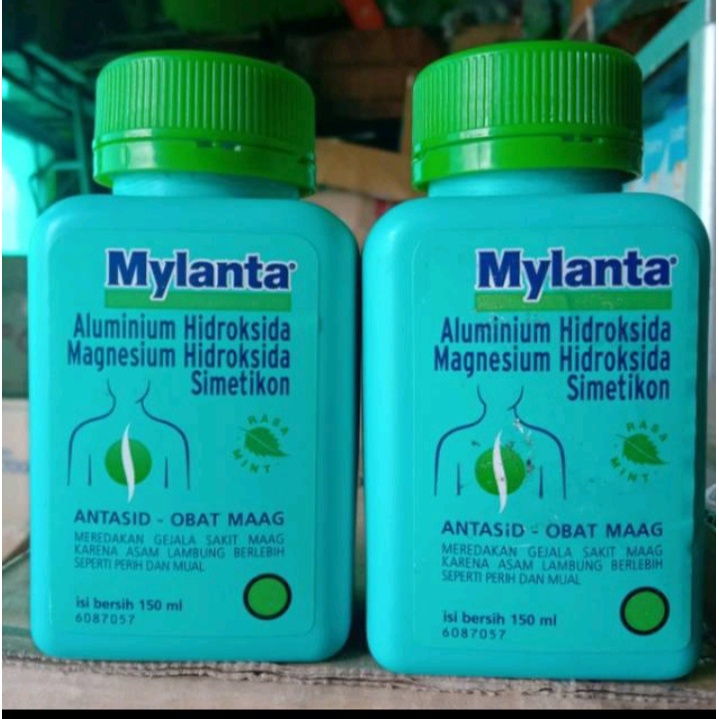 Mylanta
Aluminium Hidroksida
Magnesium Hidroksida
Simetikon
RASA
MINT
ANTASID - OBAT MAAG
MEREDAKAN GEJALA SAKIT MAAG
KARENA ASAM LAMBUNG BERLEBIH
SEPERTI PERIH DAN MUAL
isi bersih 150 ml
6087057
Mylanta
Aluminium Hidroksida
Magnesium Hidroksida
Simetikon
RASA
MINT
ANTASiD - OBAT MAAG
MEREDAKAN GEJALA SAKIT MAAG
KARENA ASAM LAMBUNG BERLEBIH
SEPERTI PERIH DAN MUAL
isi bersih 150 ml
6087057